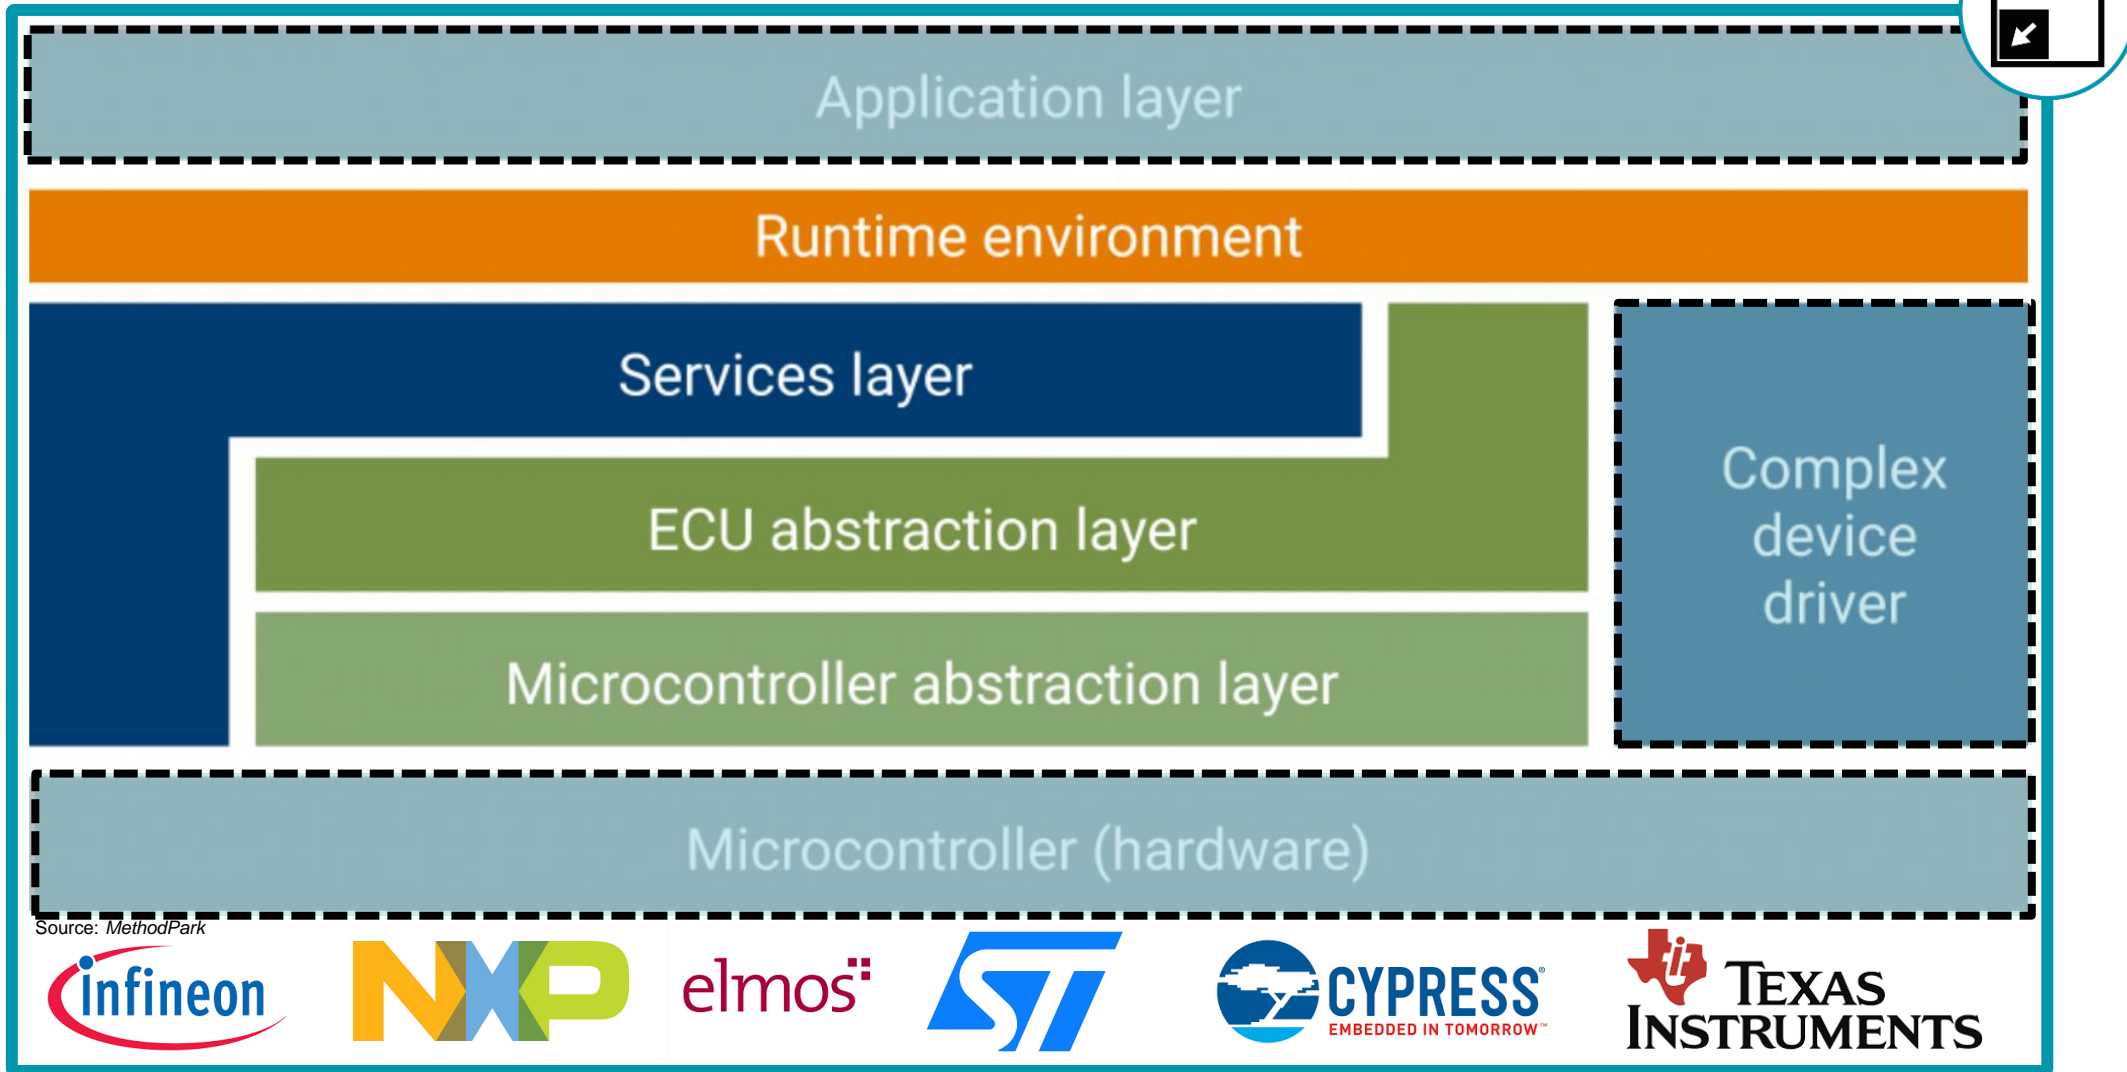 Application layer
Runtime environment
Services layer
ECU abstraction layer
Microcontroller abstraction layer
Complex
device
driver
Microcontroller (hardware)
Source: MethodPark
infineon
NXP
elmos
ST
CYPRESS®
EMBEDDED IN TOMORROW™
TEXAS
INSTRUMENTS